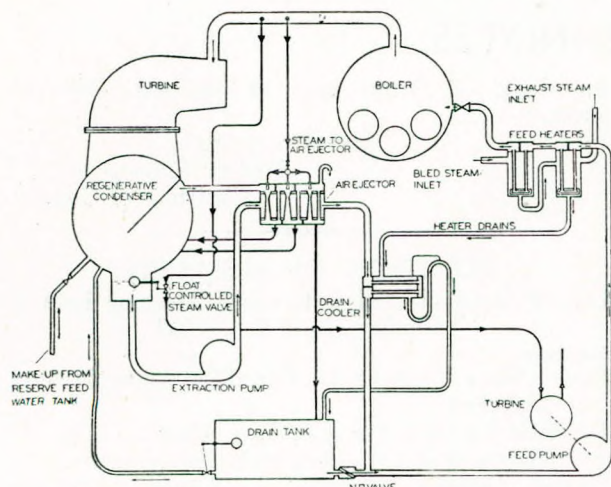 TURBINE
BOILER
EXHAUST STEAM
INLET
FEED HEATERS
STEAM TO
AIR EJECTOR
BLED STEAM-
INLET
AIR EJECTOR
REGENERATIVE
CONDENSER
HEATER DRAINS
FLOAT
CONTROLLED
STEAM VALVE
DRAIN-
COOLER
MAKE-UP FROM
RESERVE FEED
WATER TANK
EXTRACTION PUMP
TURBINE
DRAIN TANK
FEED PUMP
N.R.VALVE